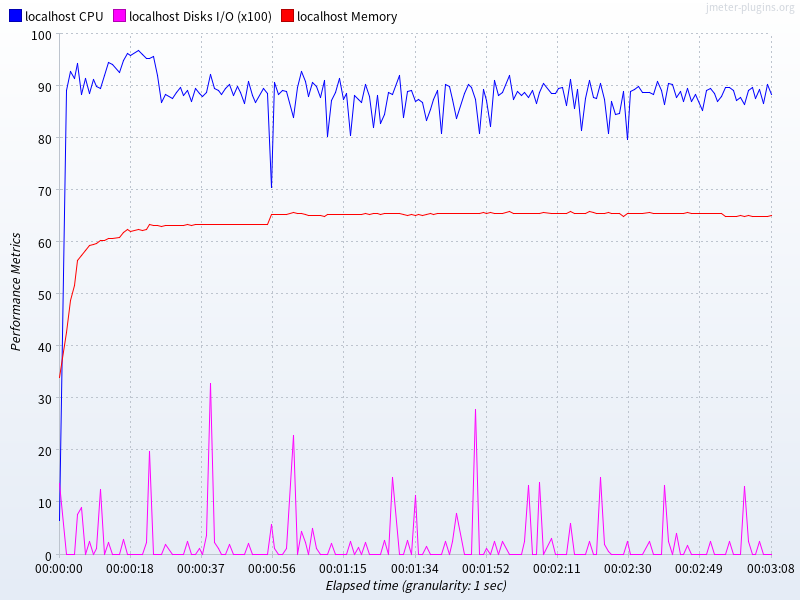 jmeter-plugins.org
localhost CPU localhost Disks I/O (x100) localhost Memory
100
90
80
70
60
50
40
30
20
10
0
Performance Metrics
00:00:00 00:00:18 00:00:37 00:00:56 00:01:15 00:01:34 00:01:52 00:02:11 00:02:30 00:02:49 00:03:08
Elapsed time (granularity: 1 sec)